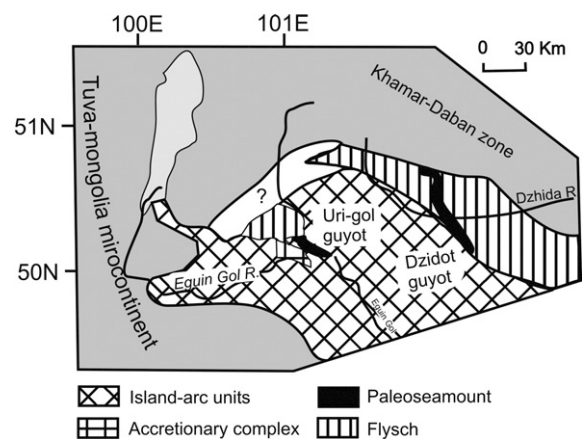 100E 101E
0 30 Km
Khamar-Daban zone
51N
Tuva-mongolia mirocontinent
?
Dzhida R
Uri-gol
guyot
Dzidot
guyot
50N
Eguin Gol R.
Eguin Gol
Island-arc units
Paleoseamount
Accretionary complex
Flysch